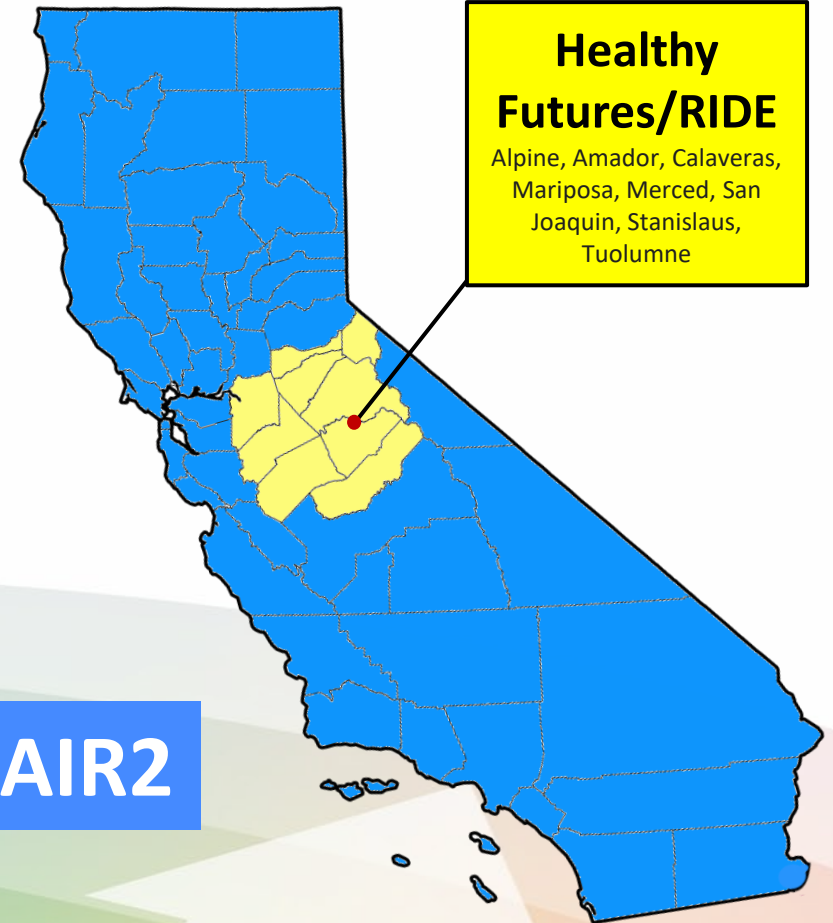 Healthy
Futures/RIDE
Alpine, Amador, Calaveras,
Mariposa, Merced, San
Joaquin, Stanislaus,
Tuolumne
AIR2